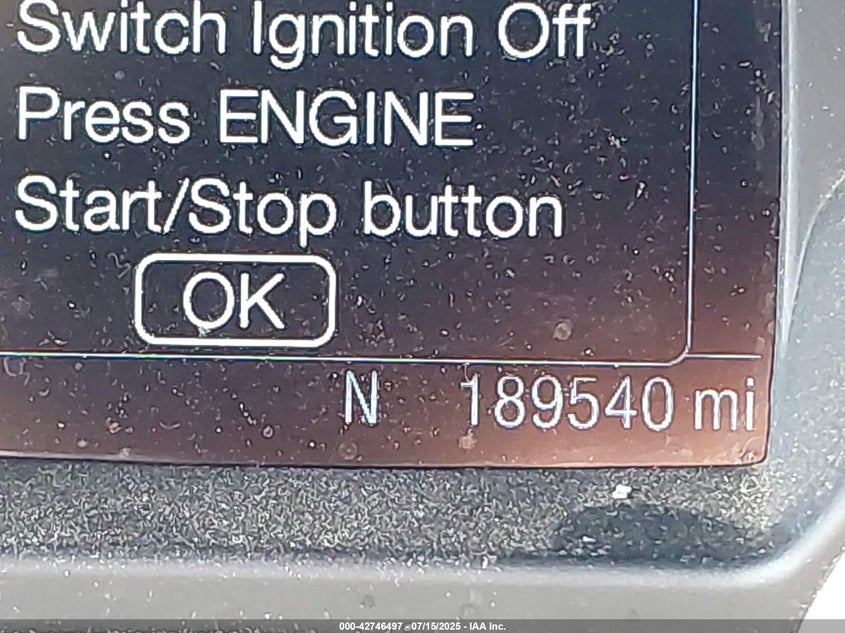 Switch Ignition Off
Press ENGINE
Start/Stop button
OK
N 189540 mi
000-42746497 - 07/15/2025 - IAA Inc.